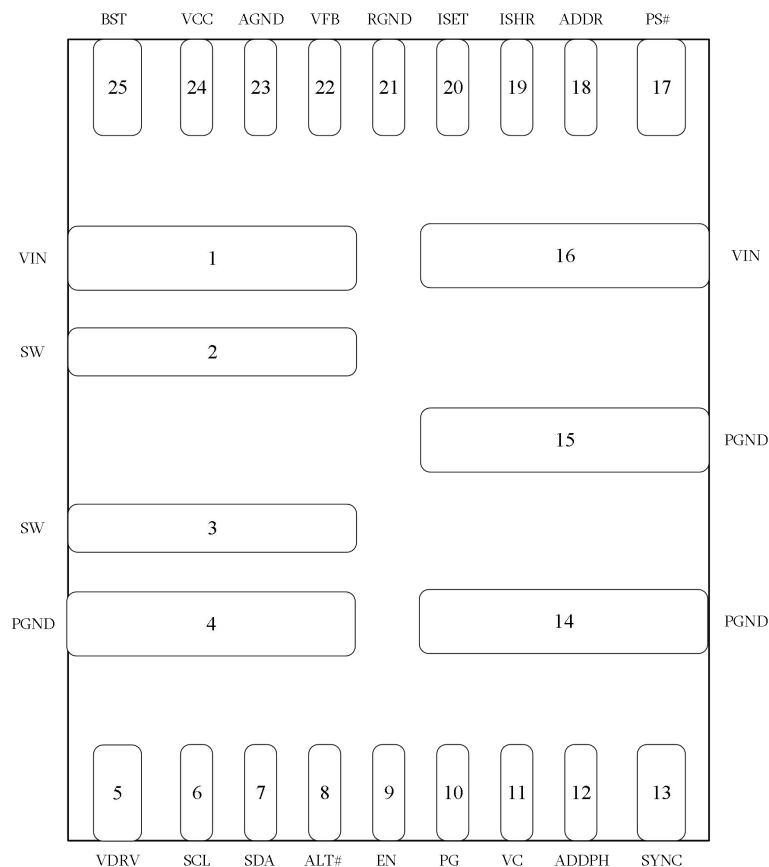 BST VCC AGND VFB RGND ISET ISHR ADDR PS#
25 24 23 22 21 20 19 18 17
VIN 1 16 VIN
SW 2
15 PGND
SW 3
PGND 4 14 PGND
5 6 7 8 9 10 11 12 13
VDRV SCL SDA ALT# EN PG VC ADDPH SYNC